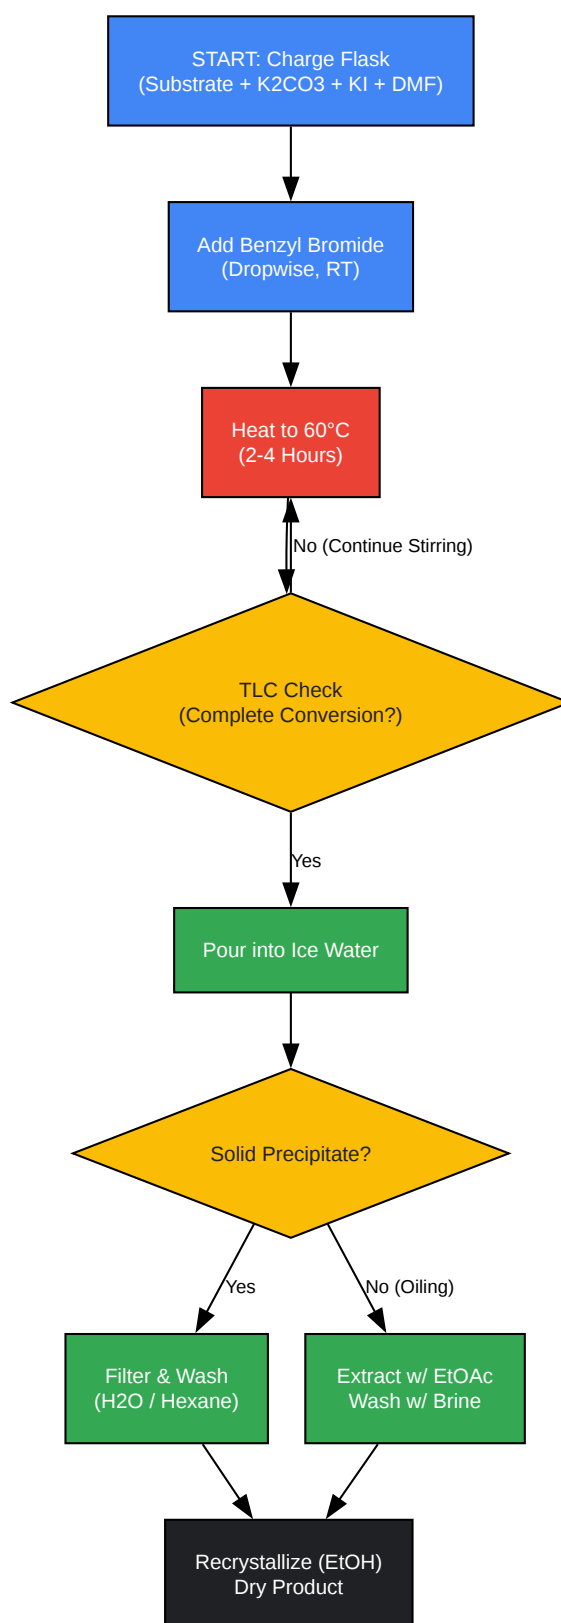 START: Charge Flask
(Substrate + K2CO3 + KI + DMF)
Add Benzyl Bromide
(Dropwise, RT)
Heat to 60°C
(2-4 Hours)
No (Continue Stirring)
TLC Check
(Complete Conversion?)
Yes
Pour into Ice Water
Solid Precipitate?
Yes
No (Oiling)
Filter & Wash
(H2O / Hexane)
Extract w/ EtOAc
Wash w/ Brine
Recrystallize (EtOH)
Dry Product